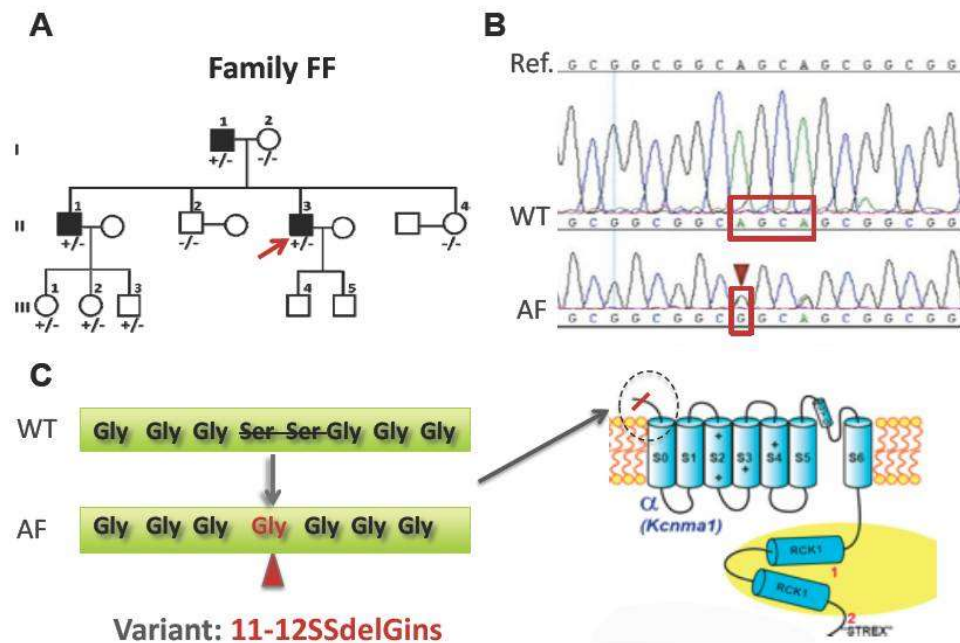 A
Family FF
1
2
I
+/-
-/-
1
2
3
4
II
+/-
-/-
+/-
-/-
1
2
3
4
5
III
+/-
+/-
+/-
B
Ref. G C G G C G G C A G C A G C G G C G G
WT G C G G C G G C A G C A G C G G C G G
AF G C G G C G G C G G C A G C G G C G G
C
WT Gly Gly Gly Ser Ser Gly Gly Gly
AF Gly Gly Gly Gly Gly Gly Gly
Variant: 11-12SSdelGins
S0 S1 S2 S3 S4 S5 S6
+ + + +
+
α
(Kcnma1)
RCK1
1
RCK1
2
"STREX"